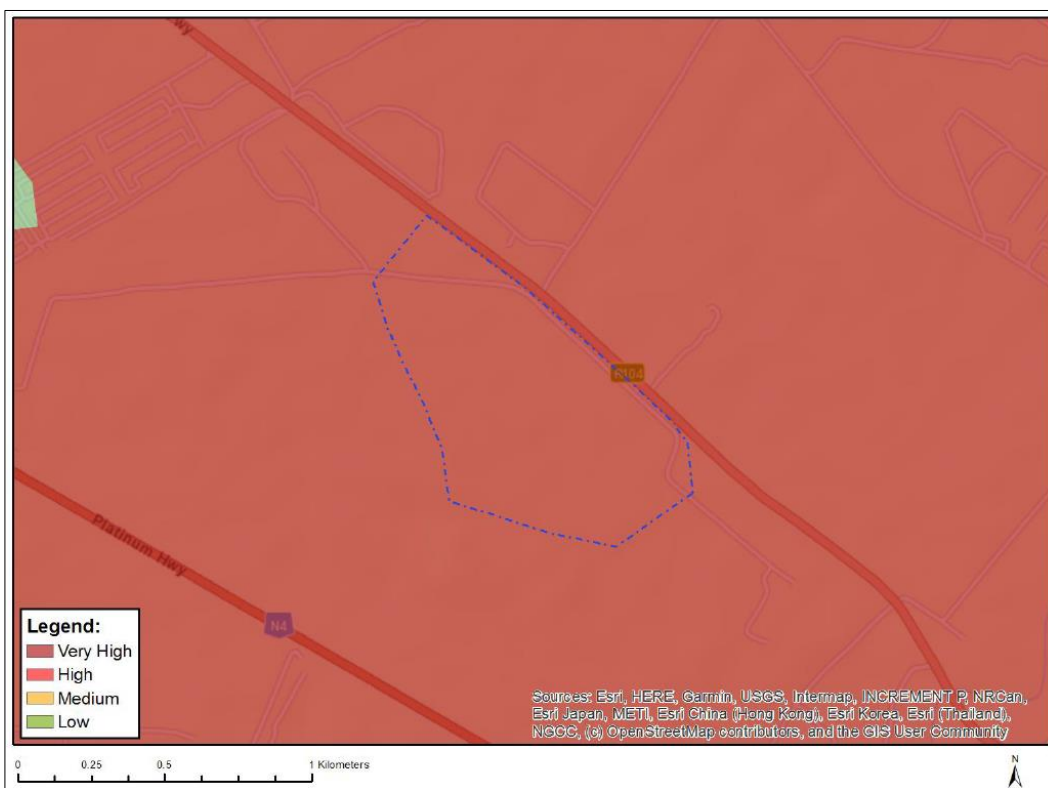 R104
Platinum Hwy
N4
Legend:
Very High
High
Medium
Low
Sources: Esri, HERE, Garmin, USGS, Intermap, INCREMENT P, NRCan,
Esri Japan, METI, Esri China (Hong Kong), Esri Korea, Esri (Thailand),
NGCC, (c) OpenStreetMap contributors, and the GIS User Community
0 0.25 0.5 1 Kilometers
N